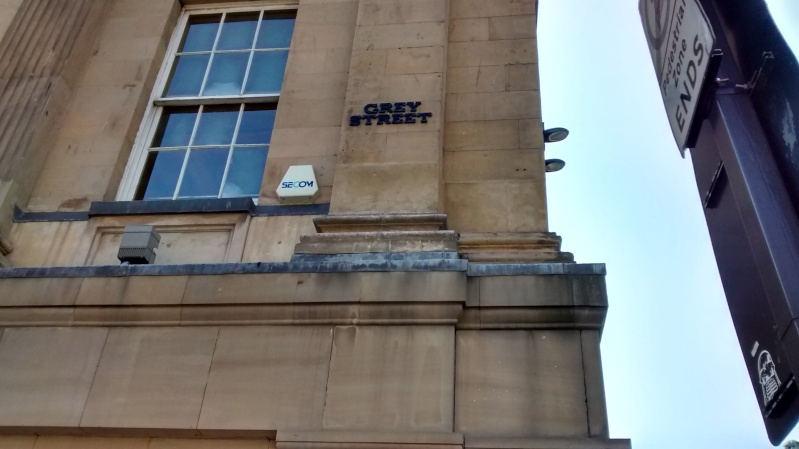 GREY
STREET
SECOM
Pedestrian
Zone
ENDS